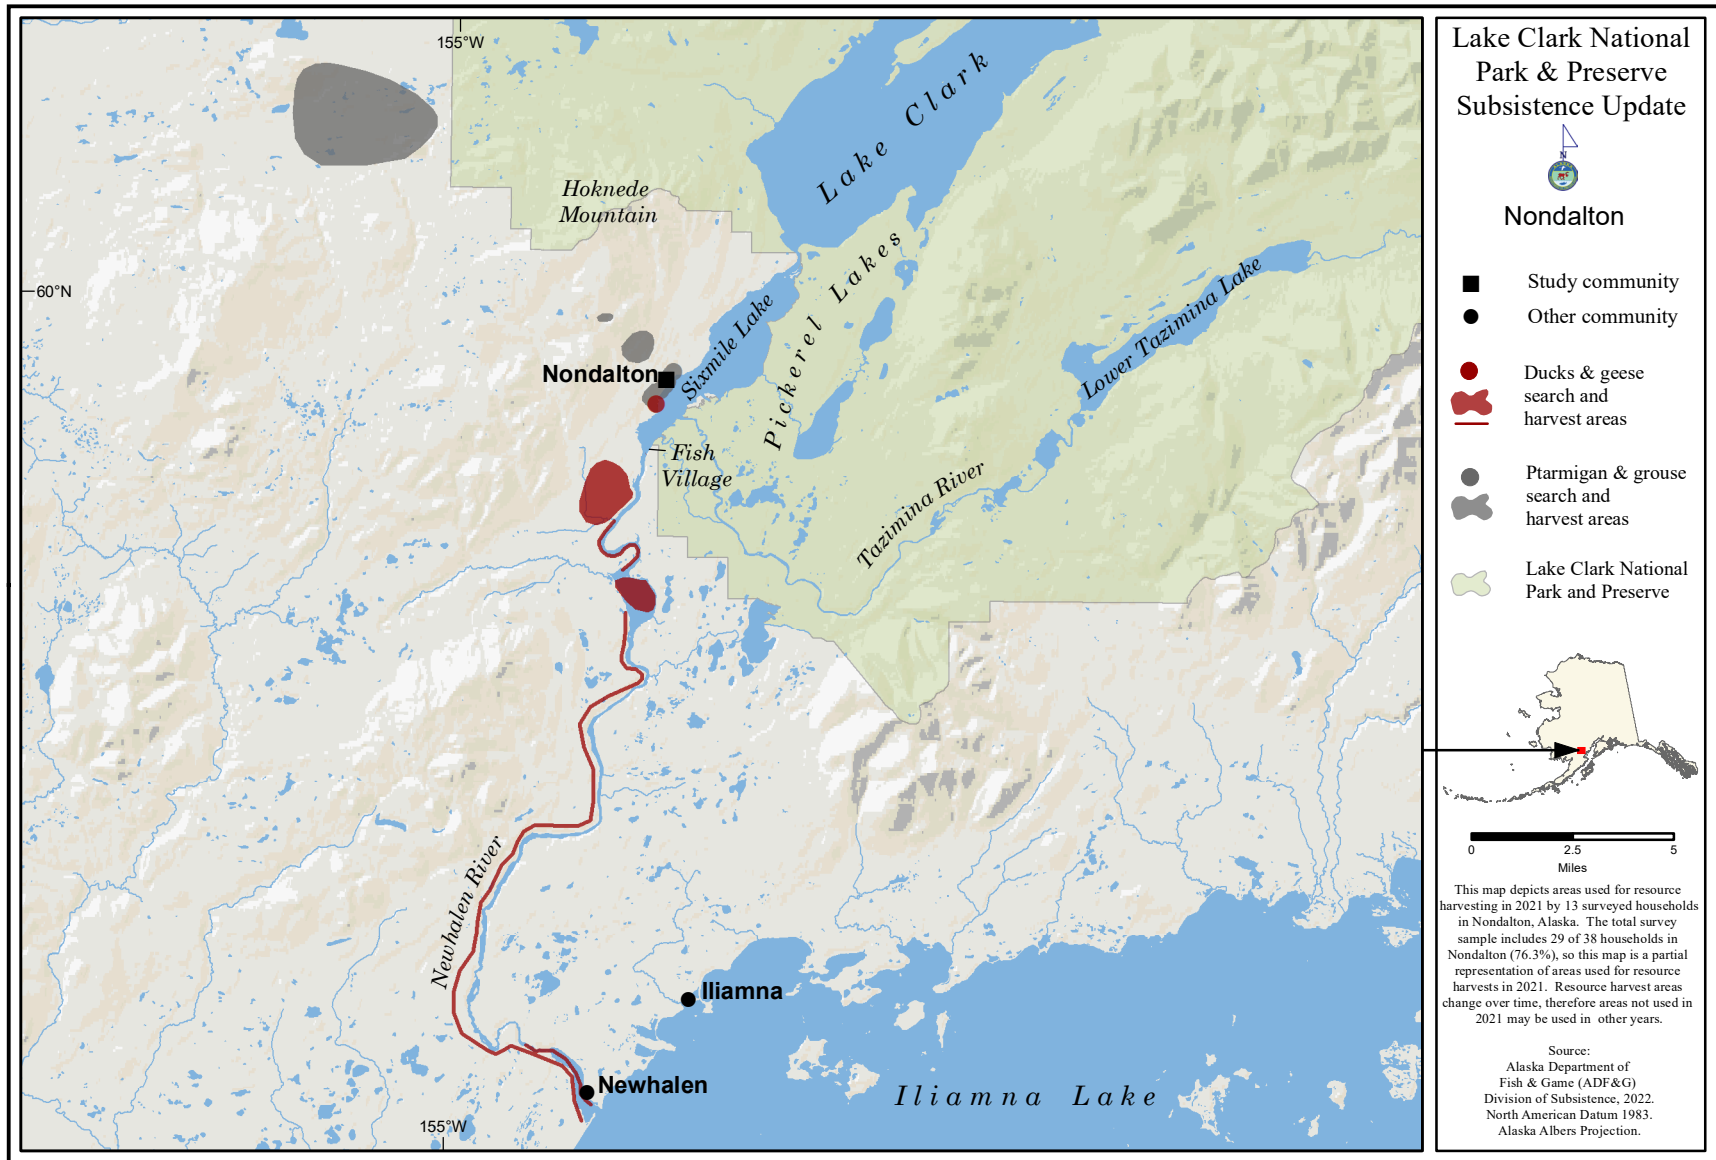 155°W
Lake Clark
Hoknede
Mountain
60°N
Pickerel Lakes
Sixmile Lake
Lower Tazimina Lake
Nondalton
Fish
Village
Tazimina River
Newhalen River
Iliamna
Newhalen
Iliamna Lake
155°W
Lake Clark National
Park & Preserve
Subsistence Update
N
Nondalton
Study community
Other community
Ducks & geese
search and
harvest areas
Ptarmigan & grouse
search and
harvest areas
Lake Clark National
Park and Preserve
0 2.5 5
Miles
This map depicts areas used for resource
harvesting in 2021 by 13 surveyed households
in Nondalton, Alaska. The total survey
sample includes 29 of 38 households in
Nondalton (76.3%), so this map is a partial
representation of areas used for resource
harvests in 2021. Resource harvest areas
change over time, therefore areas not used in
2021 may be used in other years.
Source:
Alaska Department of
Fish & Game (ADF&G)
Division of Subsistence, 2022.
North American Datum 1983.
Alaska Albers Projection.